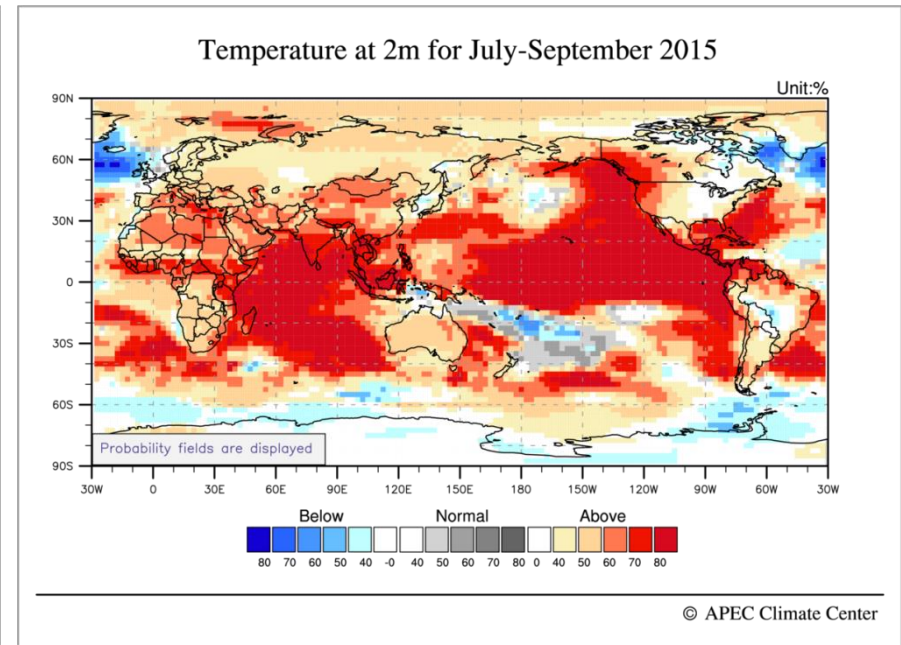 Temperature at 2m for July-September 2015
Unit:%
90N
60N
30N
0
30S
60S
90S
Probability fields are displayed
30W 0 30E 60E 90E 120E 150E 180 150W 120W 90W 60W 30W
Below Normal Above
80 70 60 50 40 -0 40 50 60 70 80 0 40 50 60 70 80
© APEC Climate Center